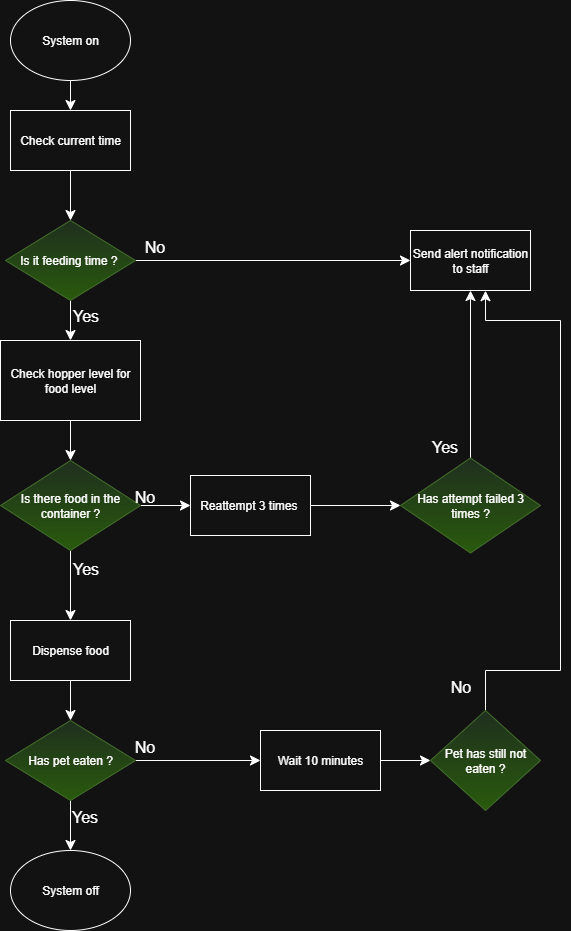 System on
Check current time
Is it feeding time ?
No
Send alert notification
to staff
Yes
Check hopper level for
food level
Yes
Is there food in the
container ?
No
Reattempt 3 times
Has attempt failed 3
times ?
Yes
Dispense food
No
Has pet eaten ?
No
Wait 10 minutes
Pet has still not
eaten ?
Yes
System off